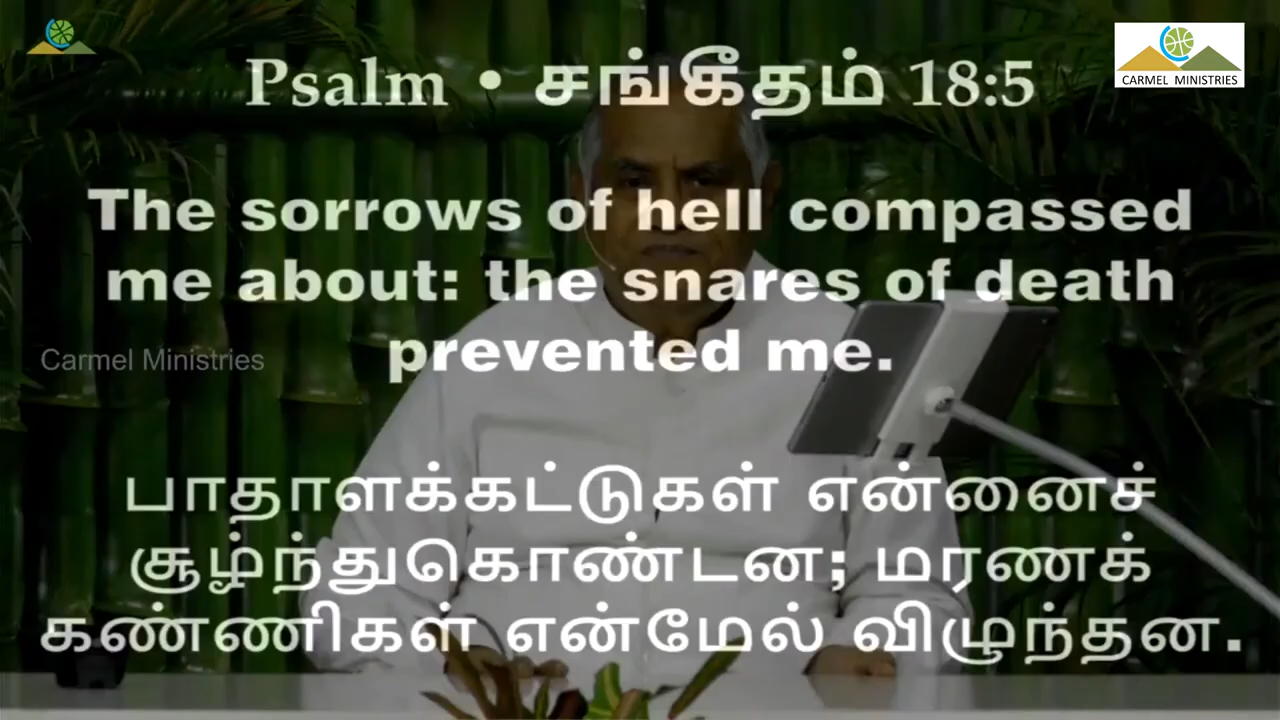 CARMEL MINISTRIES
Psalm • சங்கீதம் 18:5
The sorrows of hell compassed
me about: the snares of death
prevented me.
Carmel Ministries
பாதாளக்கட்டுகள் என்னைச்
சூழ்ந்துகொண்டன; மரணக்
கண்ணிகள் என்மேல் விழுந்தன.